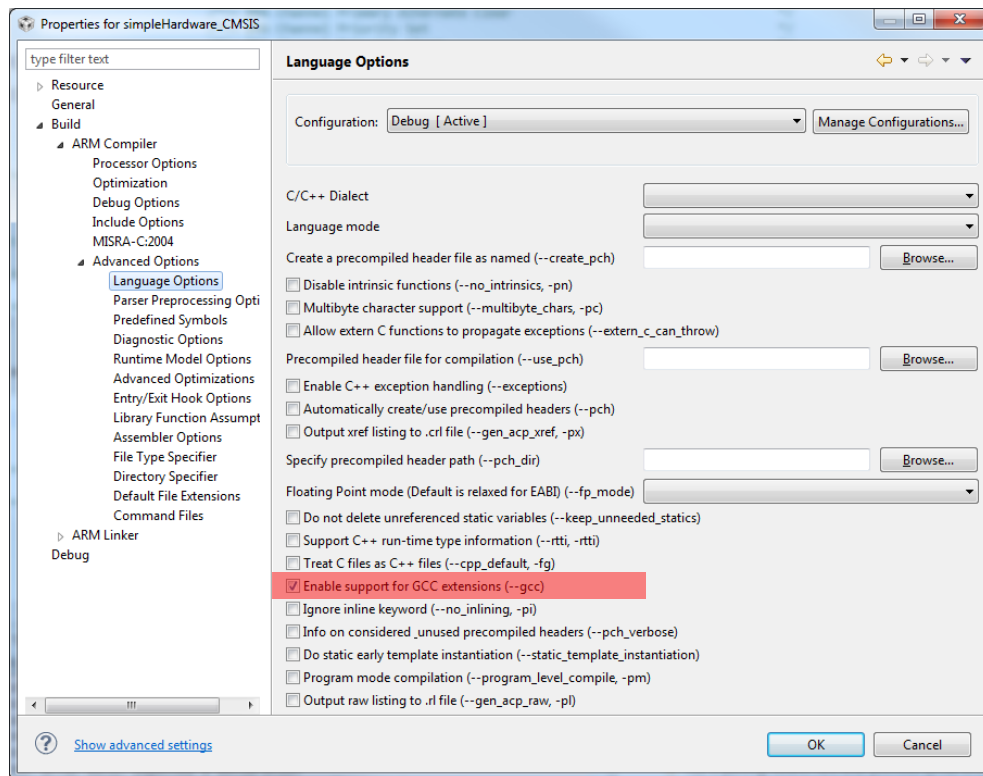 Properties for simpleHardware_CMSIS
type filter text
Resource
General
Build
ARM Compiler
Processor Options
Optimization
Debug Options
Include Options
MISRA-C:2004
Advanced Options
Language Options
Parser Preprocessing Opti
Predefined Symbols
Diagnostic Options
Runtime Model Options
Advanced Optimizations
Entry/Exit Hook Options
Library Function Assumpt
Assembler Options
File Type Specifier
Directory Specifier
Default File Extensions
Command Files
ARM Linker
Debug
Language Options
Configuration: Debug [ Active ] Manage Configurations...
C/C++ Dialect
Language mode
Create a precompiled header file as named (--create_pch) Browse...
Disable intrinsic functions (--no_intrinsics, -pn)
Multibyte character support (--multibyte_chars, -pc)
Allow extern C functions to propagate exceptions (--extern_c_can_throw)
Precompiled header file for compilation (--use_pch) Browse...
Enable C++ exception handling (--exceptions)
Automatically create/use precompiled headers (--pch)
Output xref listing to .crl file (--gen_acp_xref, -px)
Specify precompiled header path (--pch_dir) Browse...
Floating Point mode (Default is relaxed for EABI) (--fp_mode)
Do not delete unreferenced static variables (--keep_unneeded_statics)
Support C++ run-time type information (--rtti, -rtti)
Treat C files as C++ files (--cpp_default, -fg)
Enable support for GCC extensions (--gcc)
Ignore inline keyword (--no_inlining, -pi)
Info on considered_unused precompiled headers (--pch_verbose)
Do static early template instantiation (--static_template_instantiation)
Program mode compilation (--program_level_compile, -pm)
Output raw listing to .rl file (--gen_acp_raw, -pl)
Show advanced settings
OK
Cancel